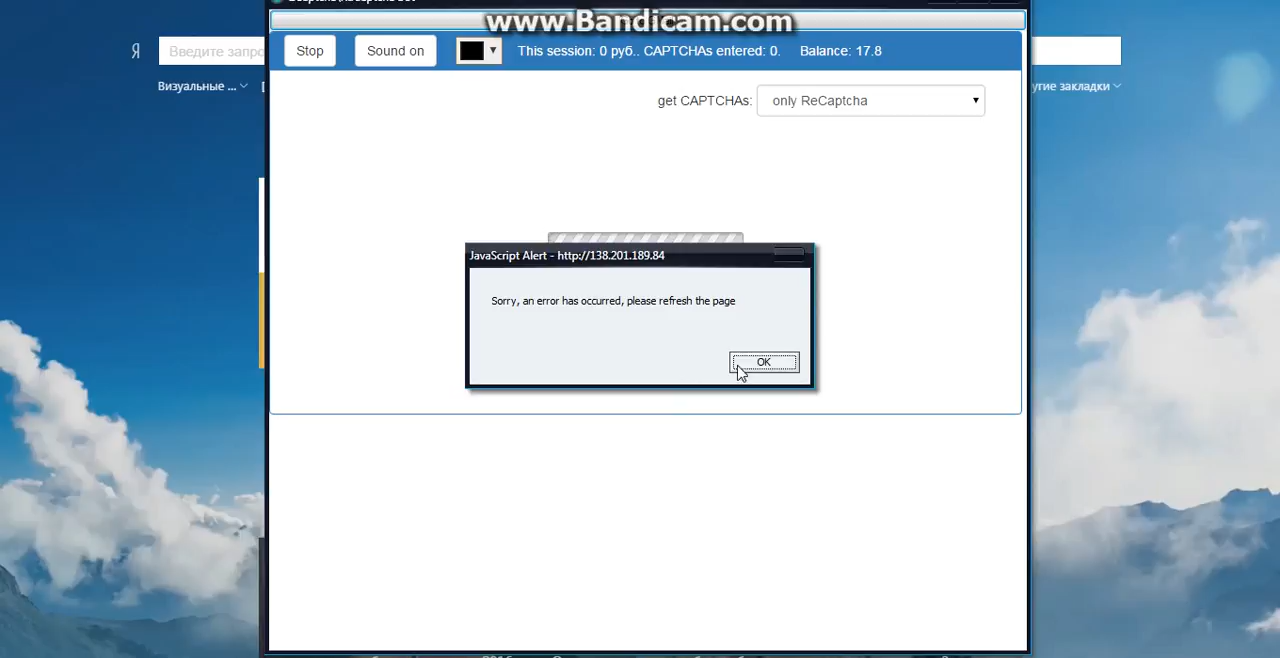 www.Bandicam.com
Я
Введите запро
Stop
Sound on
This session: 0 руб.. CAPTCHAs entered: 0.
Balance: 17.8
Визуальные ...
угие закладки
get CAPTCHAs:
only ReCaptcha
JavaScript Alert - http://138.201.189.84
Sorry, an error has occurred, please refresh the page
OK